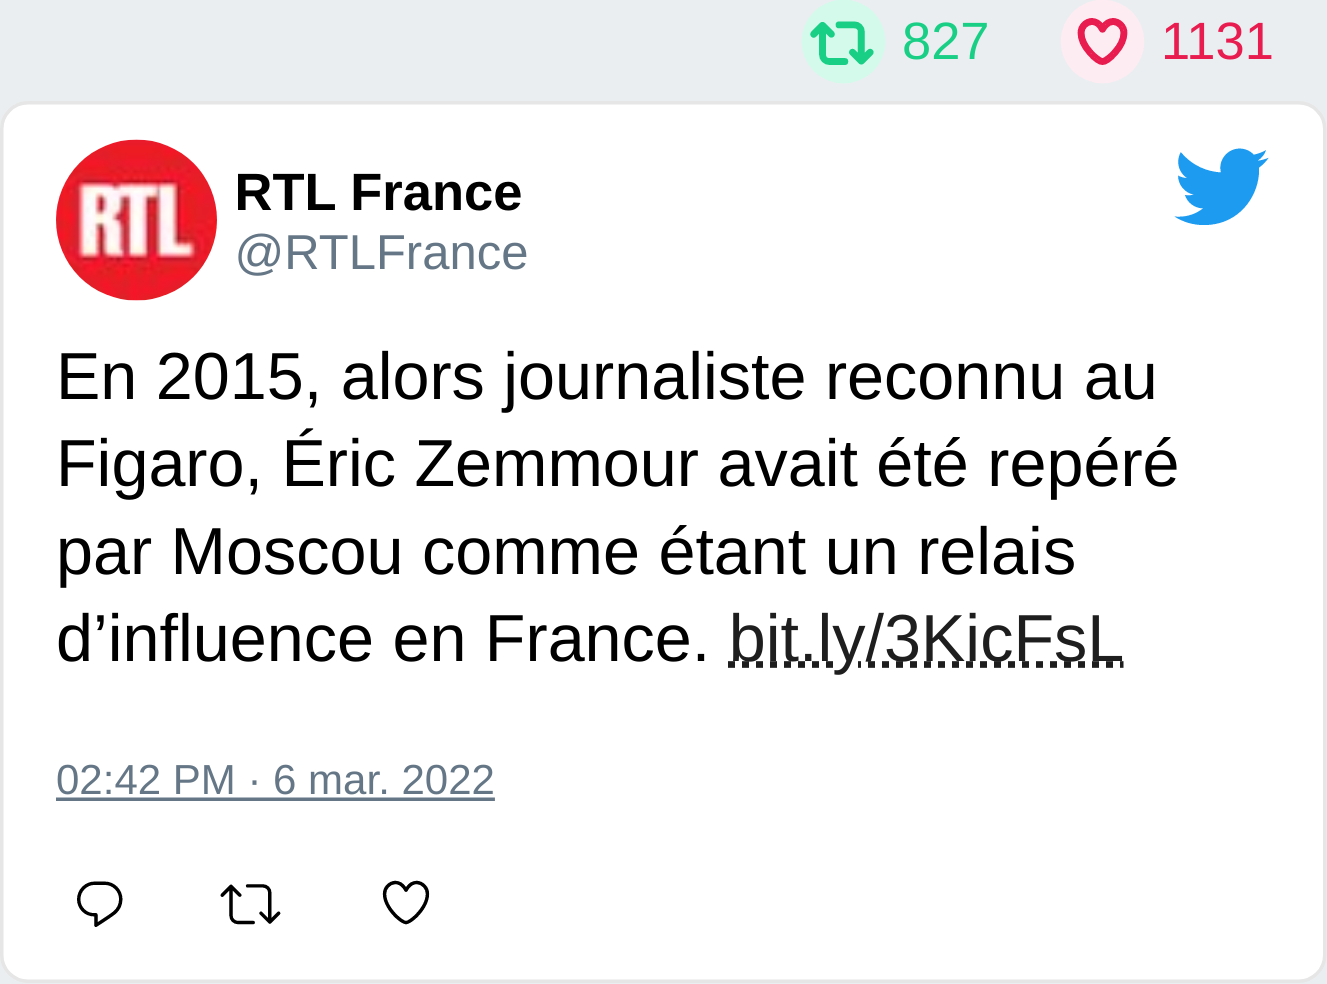 827 1131
RTL
RTL France
@RTLFrance
En 2015, alors journaliste reconnu au
Figaro, Éric Zemmour avait été repéré
par Moscou comme étant un relais
d’influence en France. bit.ly/3KicFsL
02:42 PM · 6 mar. 2022